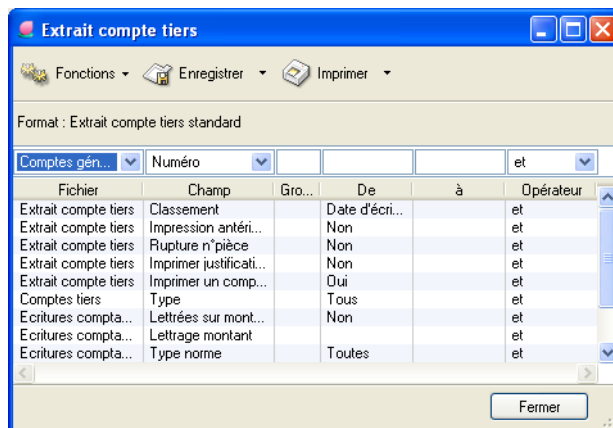 Extrait compte tiers
Fonctions Enregistrer Imprimer
Format : Extrait compte tiers standard
Comptes gén... Numéro et
Fichier Champ Gro... De à Opérateur
Extrait compte tiers Classement Date d'écri... et
Extrait compte tiers Impression antéri... Non et
Extrait compte tiers Rupture n°pièce Non et
Extrait compte tiers Imprimer justificati... Non et
Extrait compte tiers Imprimer un comp... Oui et
Comptes tiers Type Tous et
Ecritures compta... Lettrées sur mont... Non et
Ecritures compta... Lettrage montant et
Ecritures compta... Type norme Toutes et
Fermer